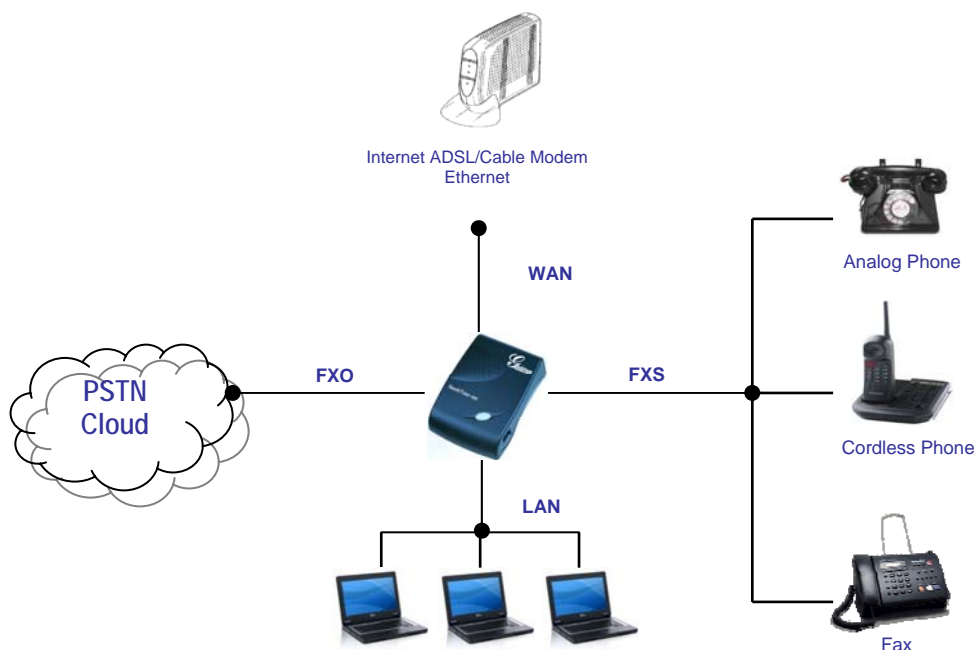 Internet ADSL/Cable Modem
Ethernet
WAN
Analog Phone
PSTN
Cloud
FXO
FXS
Cordless Phone
LAN
Fax